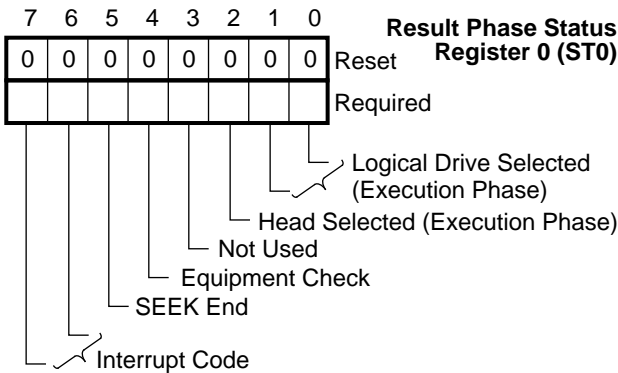 7 6 5 4 3 2 1 0
Result Phase Status
Register 0 (ST0)
0 0 0 0 0 0 0 0 Reset
Required
Logical Drive Selected
(Execution Phase)
Head Selected (Execution Phase)
Not Used
Equipment Check
SEEK End
Interrupt Code